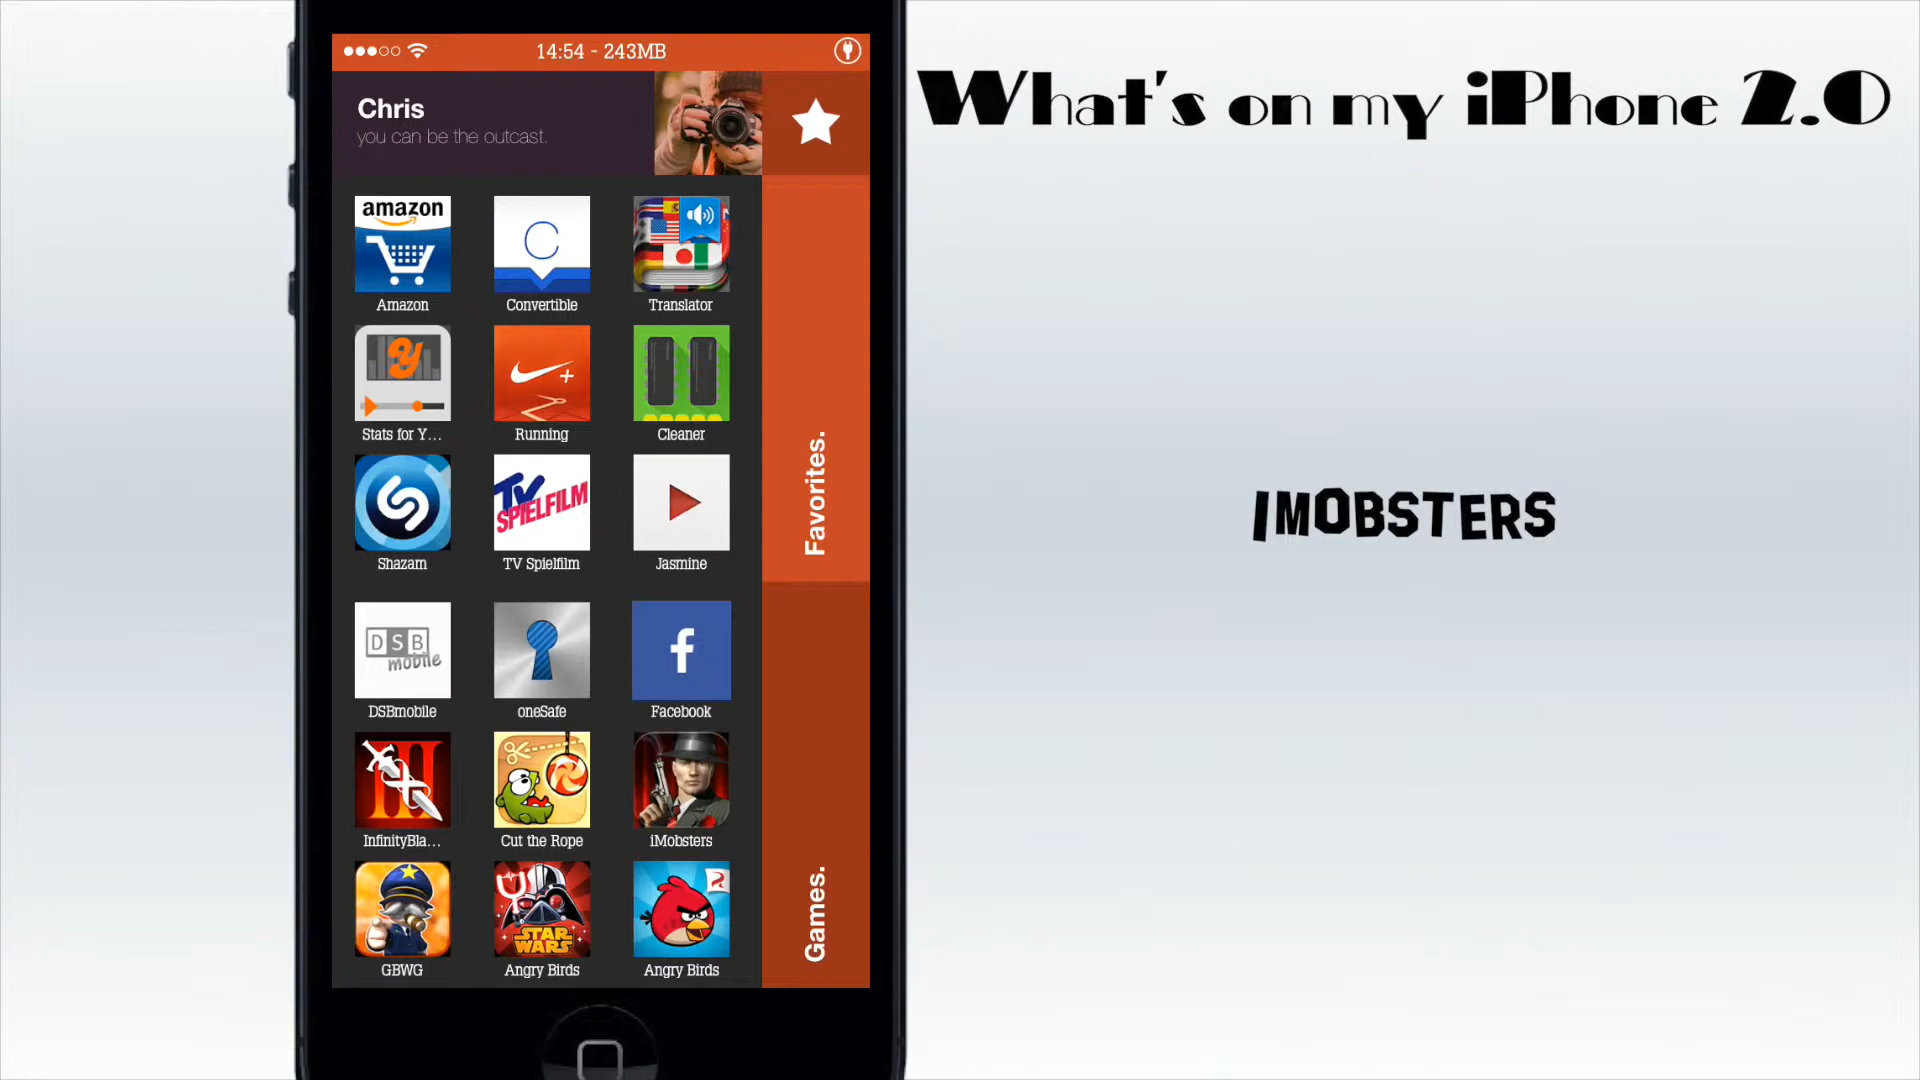 14:54 - 243MB
What's on my iPhone 2.0
Chris
you can be the outcast.
amazon
C
Amazon
Convertible
Translator
y
Stats for Y...
Running
Cleaner
TV
SPIELFILM
Shazam
TV Spielfilm
Jasmine
Favorites.
IMOBSTERS
DSB
mobile
f
DSBmobile
oneSafe
Facebook
III
InfinityBla...
Cut the Rope
iMobsters
STAR
WARS
GBWG
Angry Birds
Angry Birds
Games.